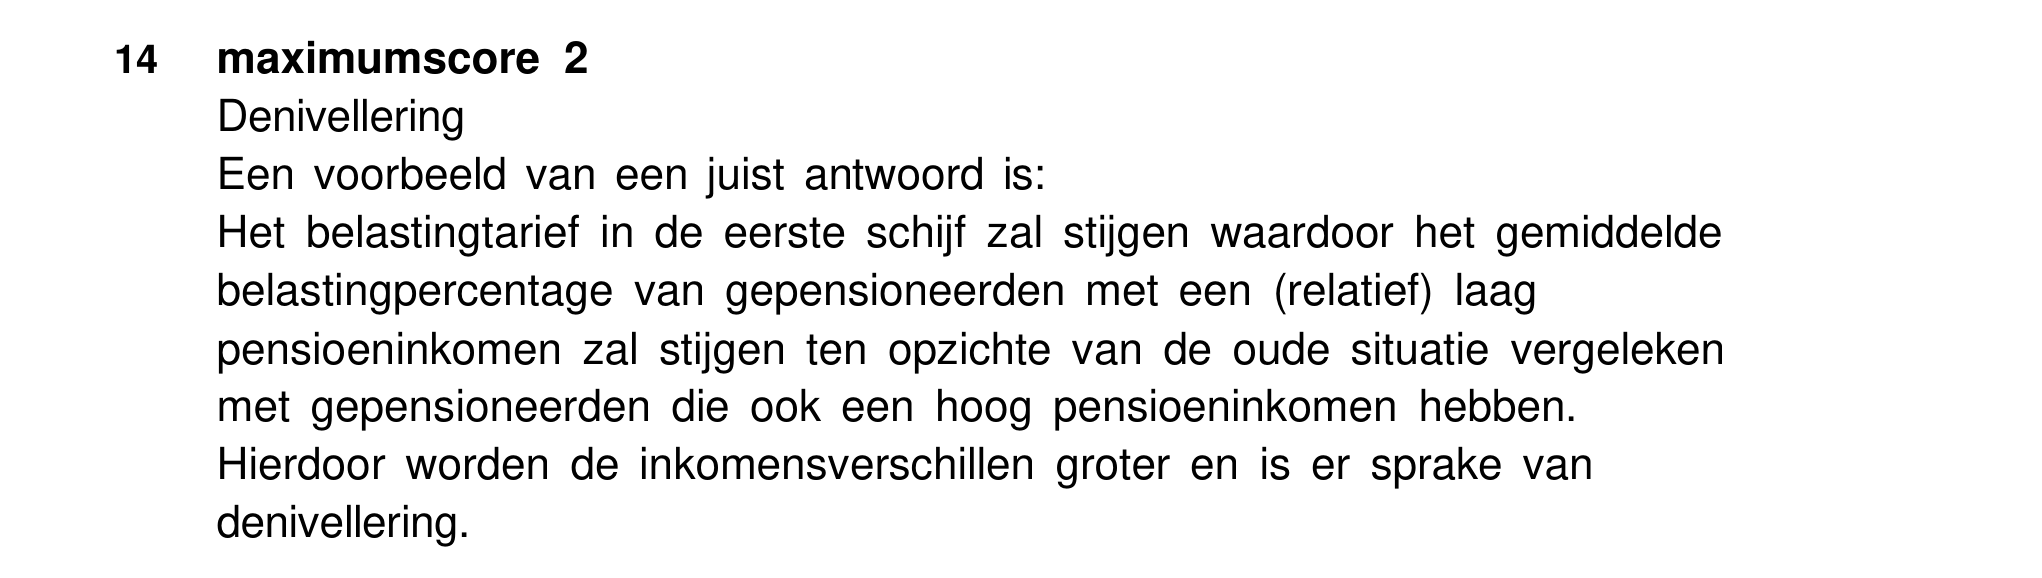 14 maximumscore 2
Denivellering
Een voorbeeld van een juist antwoord is:
Het belastingtarief in de eerste schijf zal stijgen waardoor het gemiddelde
belastingpercentage van gepensioneerden met een (relatief) laag
pensioeninkomen zal stijgen ten opzichte van de oude situatie vergeleken
met gepensioneerden die ook een hoog pensioeninkomen hebben.
Hierdoor worden de inkomensverschillen groter en is er sprake van
denivellering.